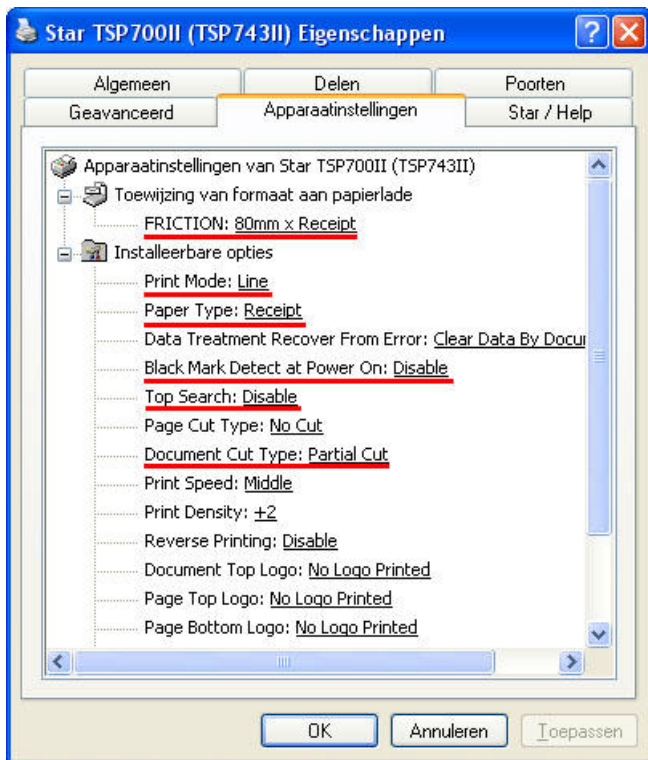 Star TSP700II (TSP743II) Eigenschappen
Algemeen Delen Poorten
Geavanceerd Apparaatinstellingen Star / Help
Apparaatinstellingen van Star TSP700II (TSP743II)
Toewijzing van formaat aan papierlade
FRICTION: 80mm x Receipt
Installeerbare opties
Print Mode: Line
Paper Type: Receipt
Data Treatment Recover From Error: Clear Data By Docu
Black Mark Detect at Power On: Disable
Top Search: Disable
Page Cut Type: No Cut
Document Cut Type: Partial Cut
Print Speed: Middle
Print Density: +2
Reverse Printing: Disable
Document Top Logo: No Logo Printed
Page Top Logo: No Logo Printed
Page Bottom Logo: No Logo Printed
OK Annuleren Toepassen